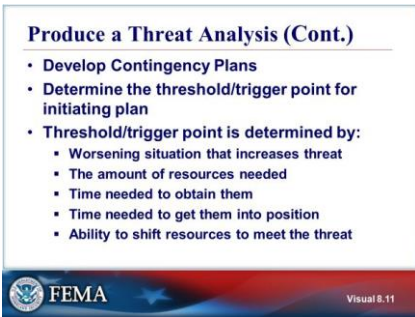 Produce a Threat Analysis (Cont.)
• Develop Contingency Plans
• Determine the threshold/trigger point for
initiating plan
• Threshold/trigger point is determined by:
▪ Worsening situation that increases threat
▪ The amount of resources needed
▪ Time needed to obtain them
▪ Time needed to get them into position
▪ Ability to shift resources to meet the threat
FEMA
Visual 8.11